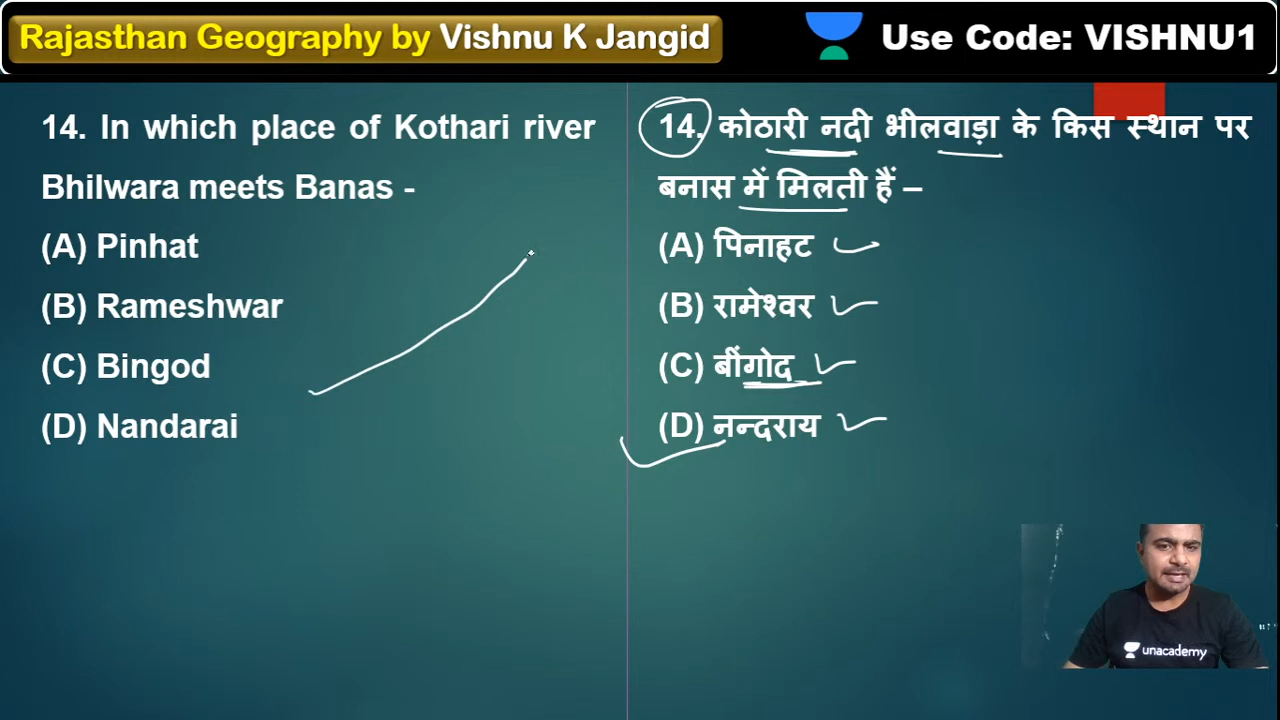 Rajasthan Geography by Vishnu K Jangid
Use Code: VISHNU1
14. In which place of Kothari river
Bhilwara meets Banas -
(A) Pinhat
(B) Rameshwar
(C) Bingod
(D) Nandarai
14. कोठारी नदी भीलवाड़ा के किस स्थान पर
बनास में मिलती हैं –
(A) पिनाहट
(B) रामेश्वर
(C) बींगोद
(D) नन्दराय
unacademy